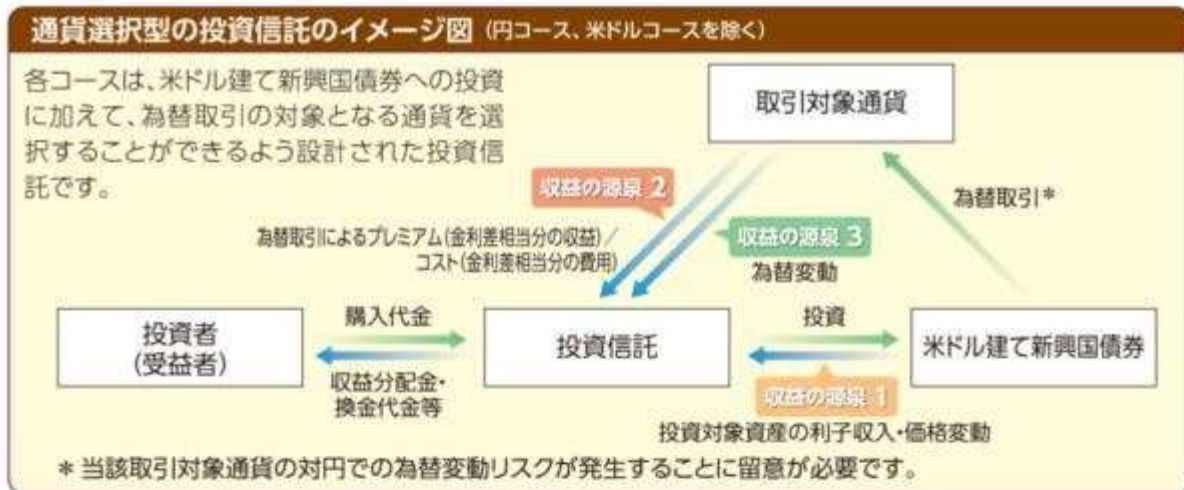 通貨選択型の投資信託のイメージ図 (円コース、米ドルコースを除く)
各コースは、米ドル建て新興国債券への投資
に加えて、為替取引の対象となる通貨を選
択することができるよう設計された投資信
託です。
取引対象通貨
収益の源泉 2
為替取引*
為替取引によるプレミアム(金利差相当分の収益)/
コスト(金利差相当分の費用)
収益の源泉 3
為替変動
投資者
(受益者)
購入代金
収益分配金・
換金代金等
投資信託
投資
収益の源泉 1
米ドル建て新興国債券
投資対象資産の利子収入・価格変動
* 当該取引対象通貨の対円での為替変動リスクが発生することに留意が必要です。